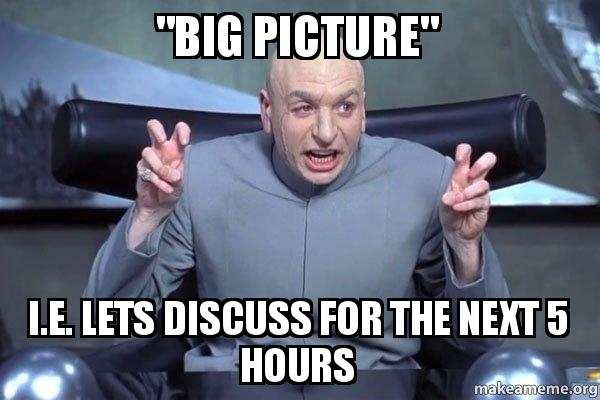 "BIG PICTURE"
I.E. LETS DISCUSS FOR THE NEXT 5
HOURS
makeameme.org